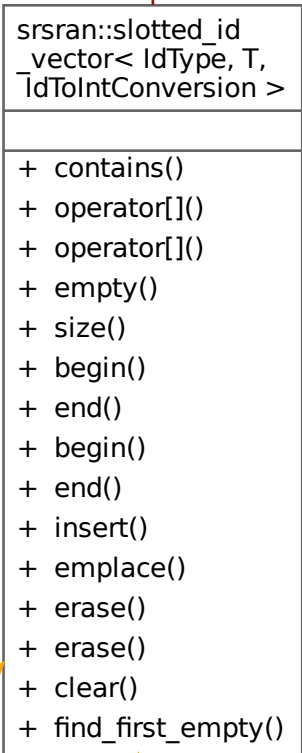 srsran::slotted_id
_vector< IdType, T,
IdToIntConversion >
+ contains()
+ operator[]()
+ operator[]()
+ empty()
+ size()
+ begin()
+ end()
+ begin()
+ end()
+ insert()
+ emplace()
+ erase()
+ erase()
+ clear()
+ find_first_empty()